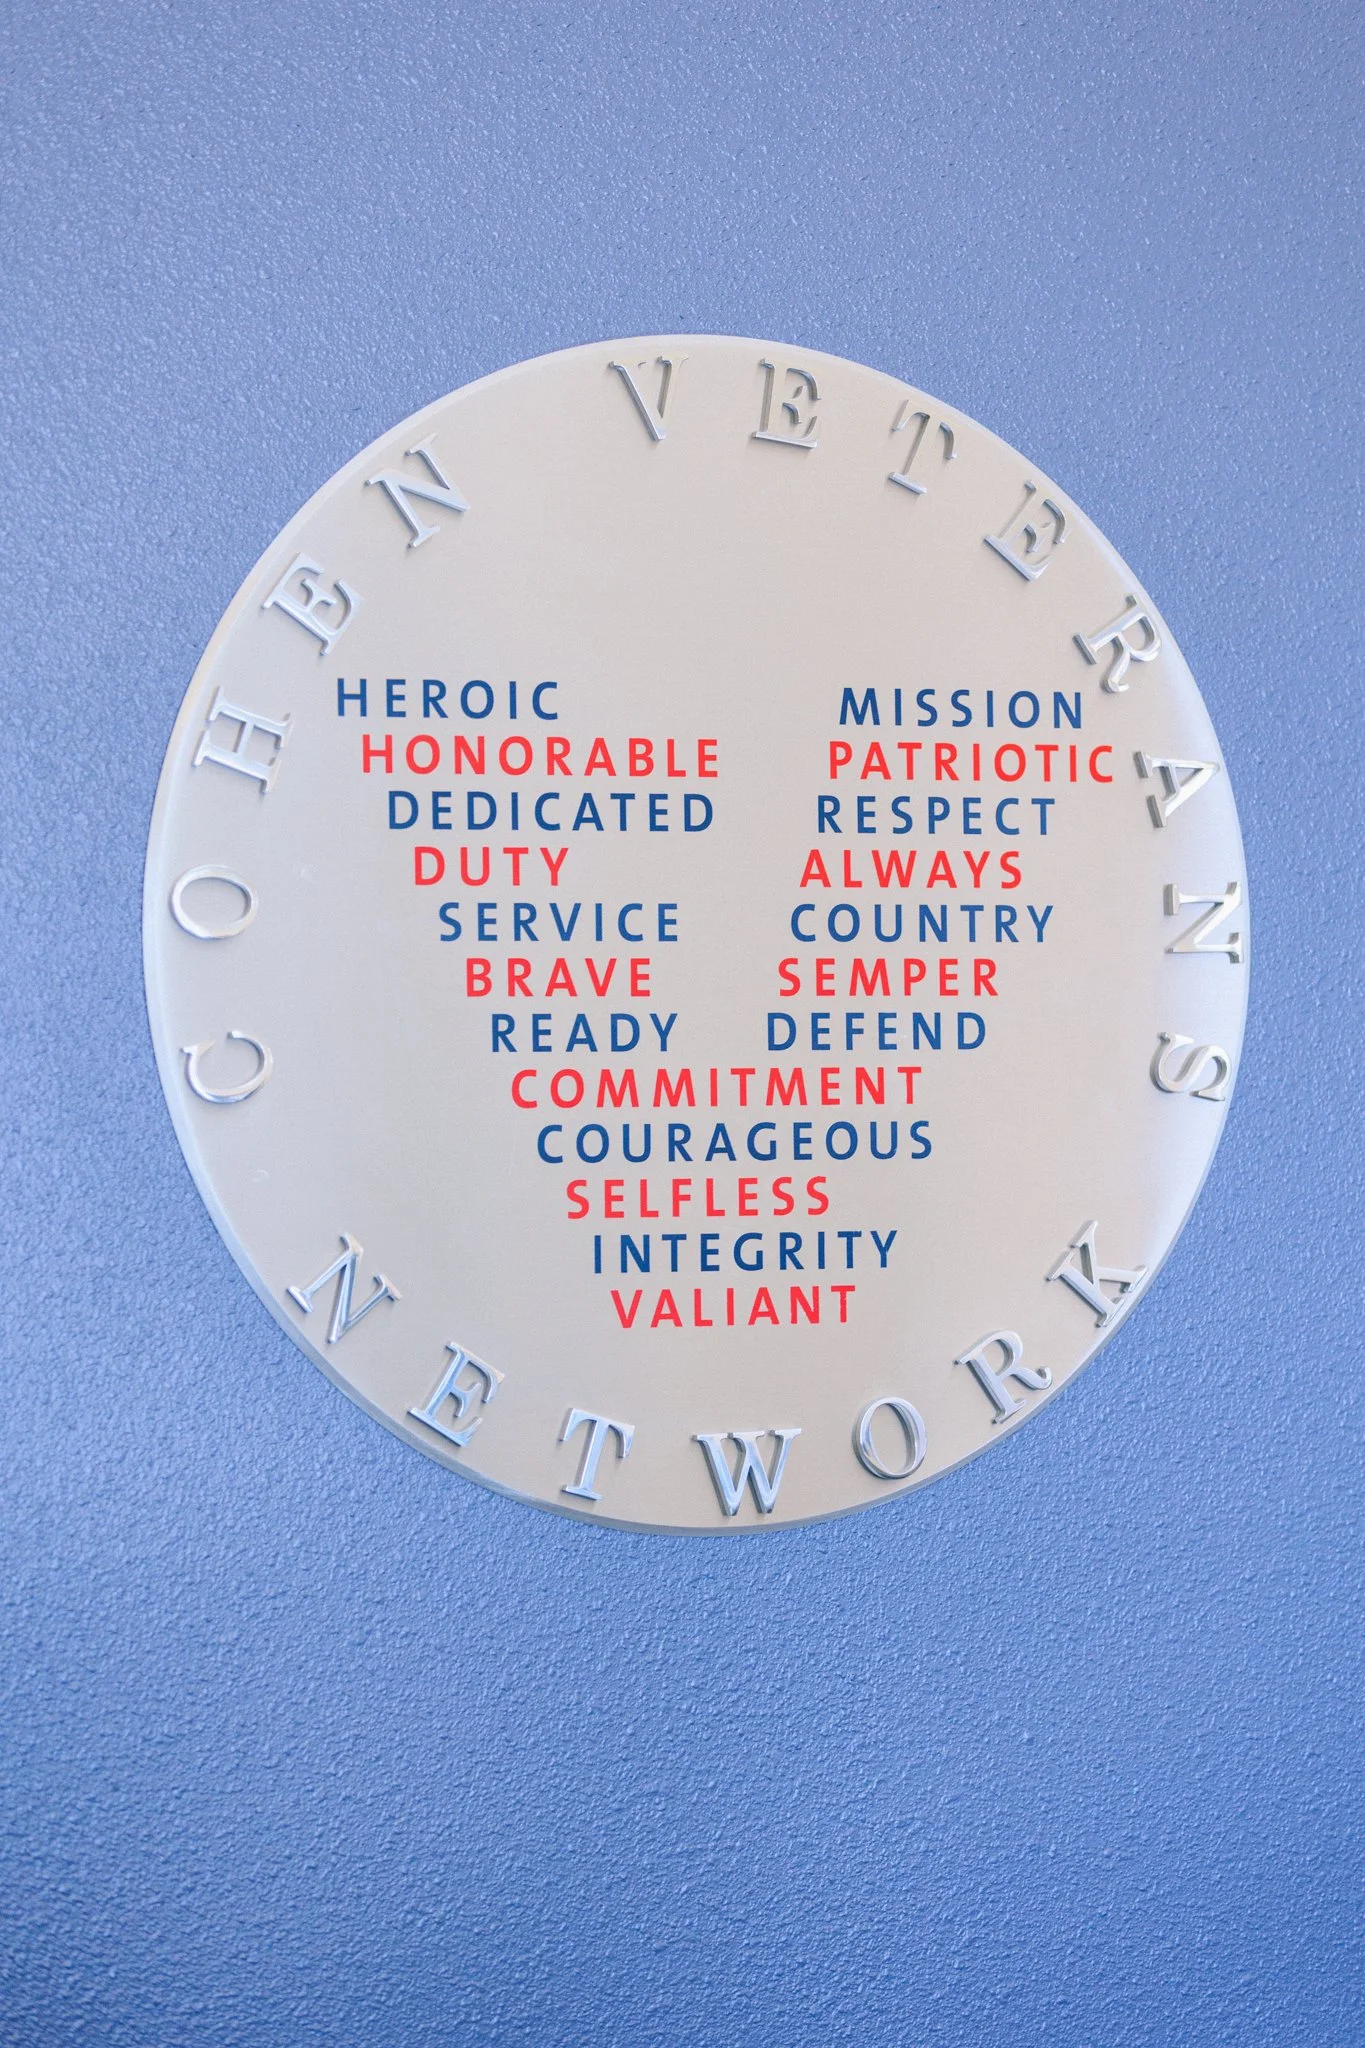 COHEN VETERANS
HEROIC MISSION
HONORABLE PATRIOTIC
DEDICATED RESPECT
DUTY ALWAYS
SERVICE COUNTRY
BRAVE SEMPER
READY DEFEND
COMMITMENT
COURAGEOUS
SELFLESS
INTEGRITY
VALIANT
NETWORK